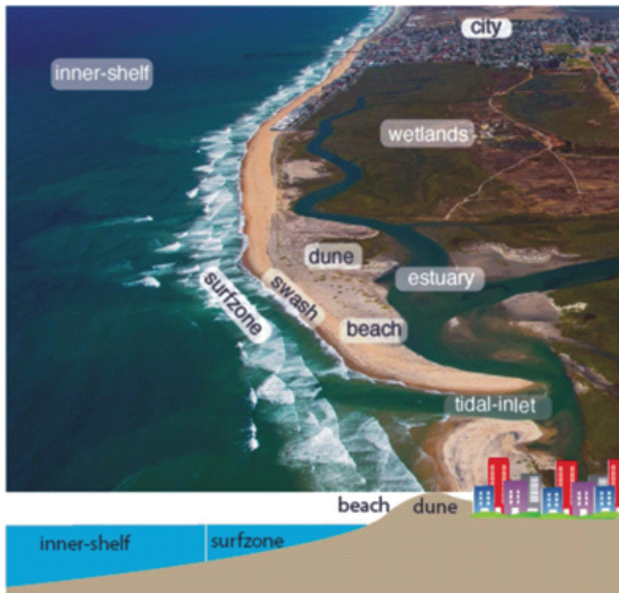 city
inner-shelf
wetlands
dune
estuary
surfzone
swash
beach
tidal-inlet
beach
dune
inner-shelf
surfzone